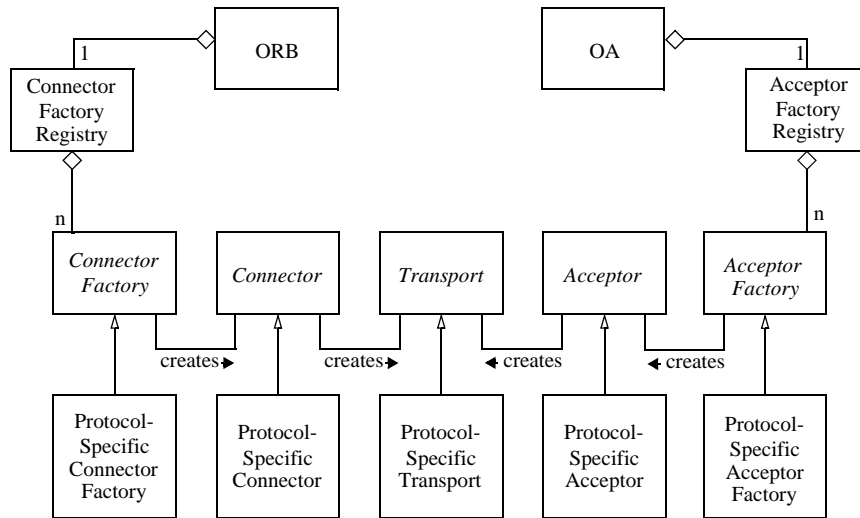 ORB
OA
1
1
Connector
Factory
Registry
Acceptor
Factory
Registry
n
n
Connector
Factory
Connector
Transport
Acceptor
Acceptor
Factory
creates
creates
creates
creates
Protocol-
Specific
Connector
Factory
Protocol-
Specific
Connector
Protocol-
Specific
Transport
Protocol-
Specific
Acceptor
Protocol-
Specific
Acceptor
Factory